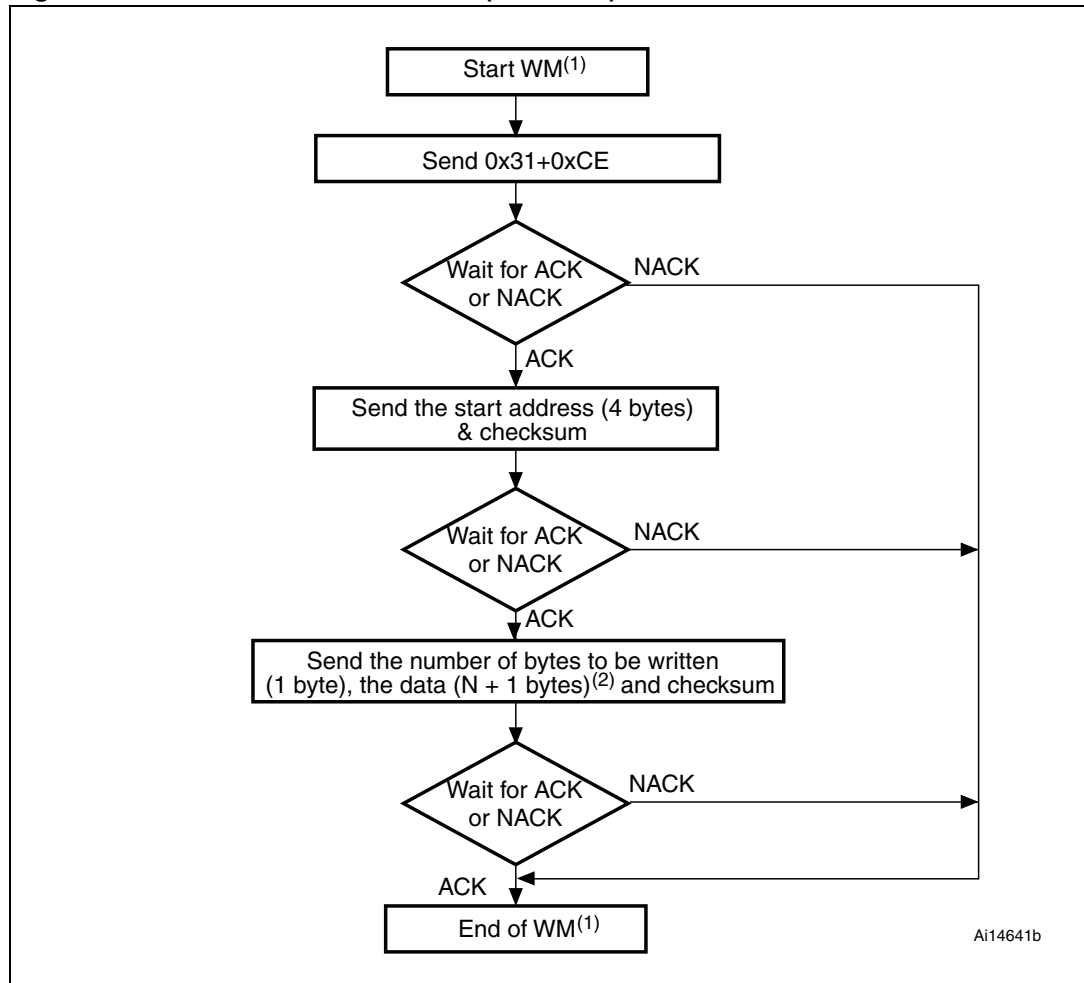 Start WM(1)
Send 0x31+0xCE
Wait for ACK
or NACK
NACK
ACK
Send the start address (4 bytes)
& checksum
Wait for ACK
or NACK
NACK
ACK
Send the number of bytes to be written
(1 byte), the data (N + 1 bytes)(2) and checksum
Wait for ACK
or NACK
NACK
ACK
End of WM(1)
Ai14641b